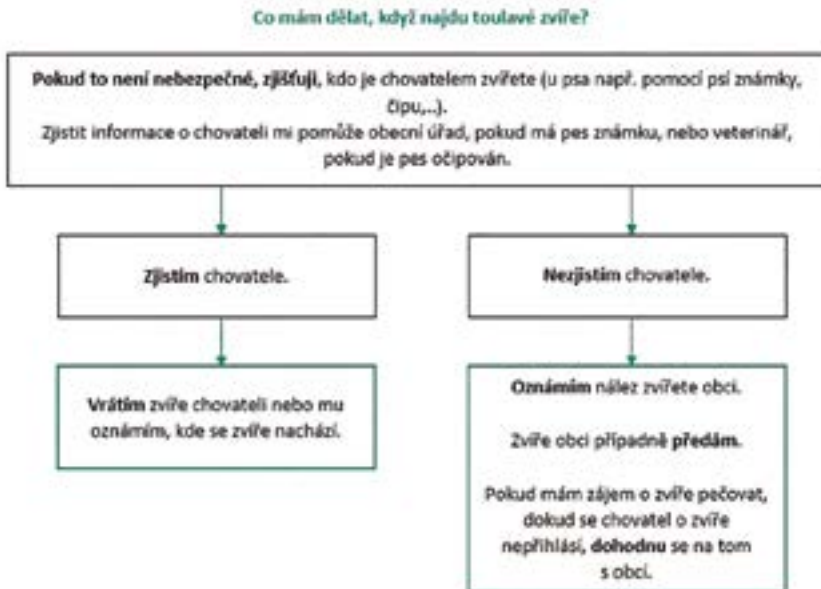 Co mám dělat, když najdu toulavé zvíře?
Pokud to není nebezpečné, zjišťuji, kdo je chovatelem zvířete (u psa např. pomocí psí známky,
čipu,..).
Zjistit informace o chovateli mi pomůže obecní úřad, pokud má pes známku, nebo veterinář,
pokud je pes očipován.
Zjistím chovatele.
Nezjistím chovatele.
Vrátím zvíře chovateli nebo mu
oznámím, kde se zvíře nachází.
Oznámím nález zvířete obci.
Zvíře obci případně předám.
Pokud mám zájem o zvíře pečovat,
dokud se chovatel o zvíře
nepřihlásí, dohodnu se na tom
s obcí.